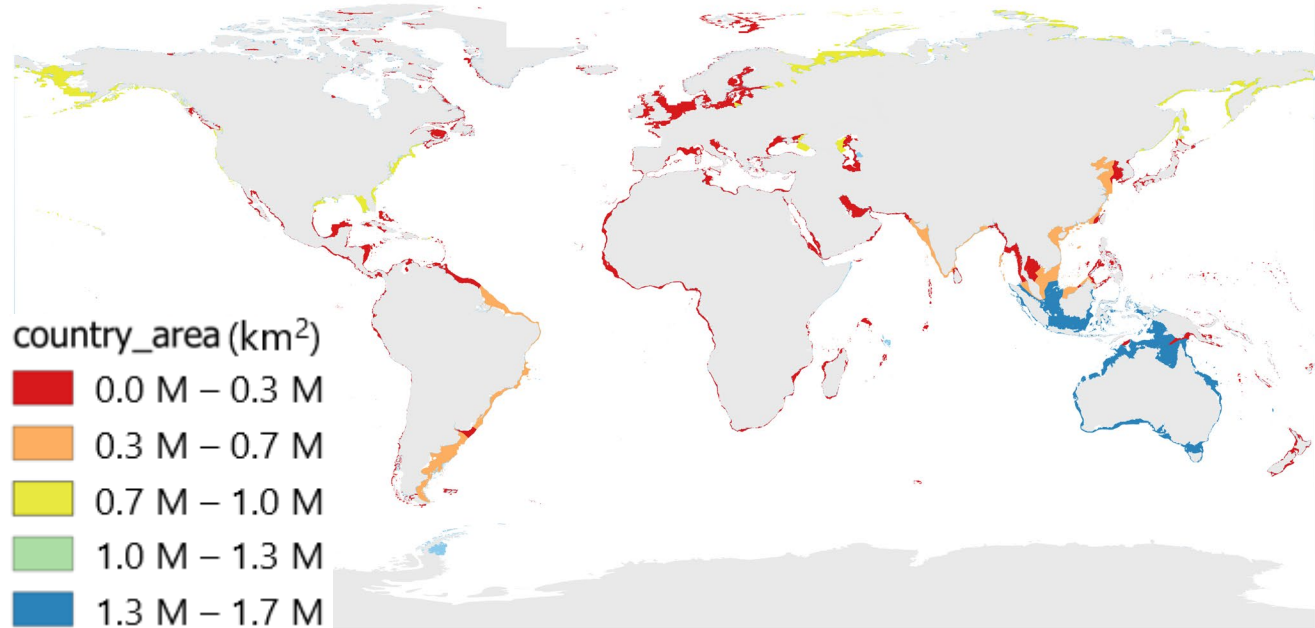 country_area (km²)
0.0 M – 0.3 M
0.3 M – 0.7 M
0.7 M – 1.0 M
1.0 M – 1.3 M
1.3 M – 1.7 M